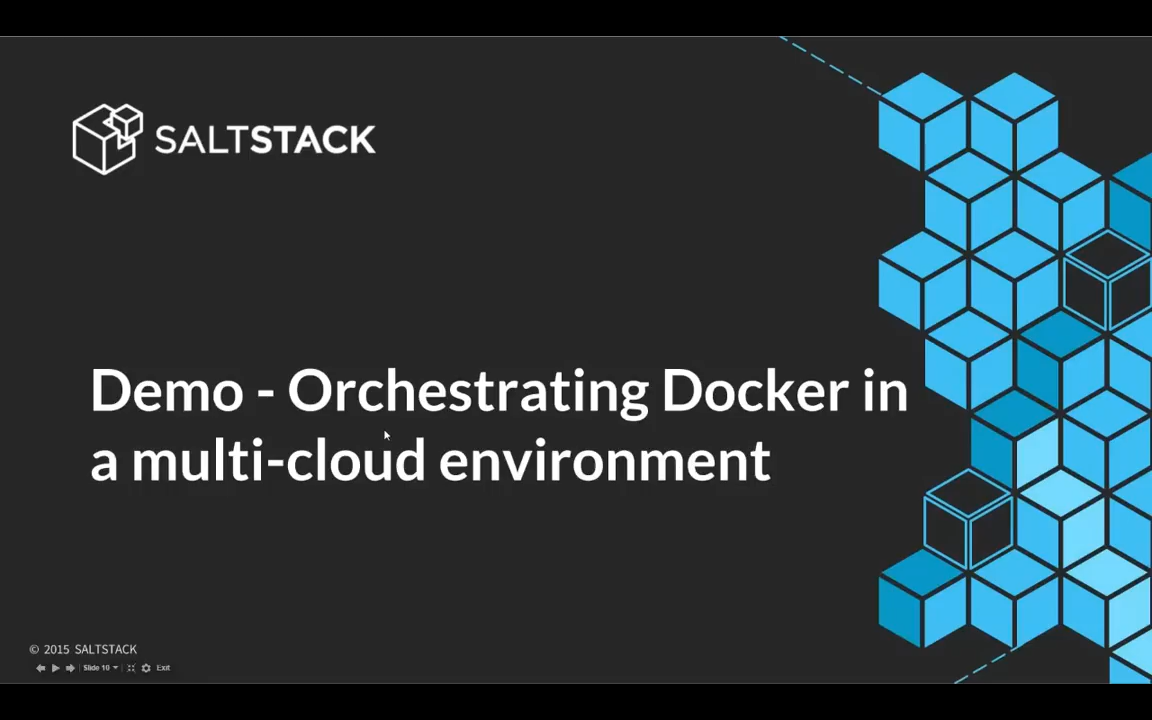 SALTSTACK
Demo - Orchestrating Docker in
a multi-cloud environment
© 2015 SALTSTACK
Slide 10
Exit